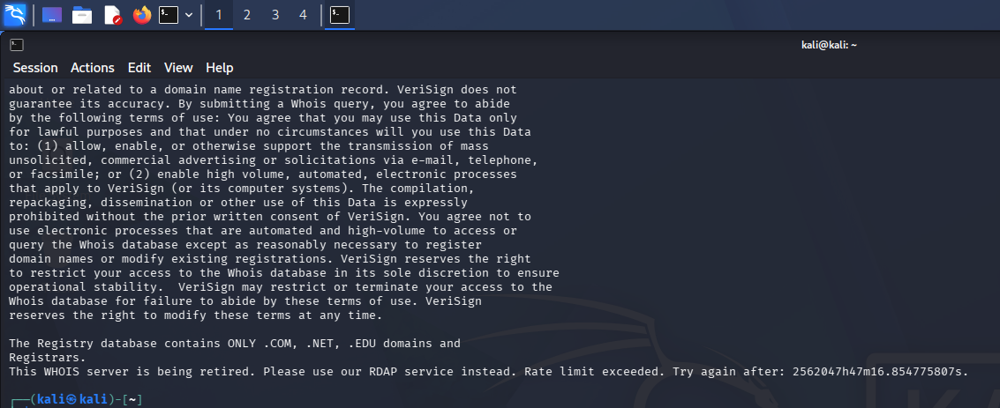 1 2 3 4
kali@kali: ~
Session Actions Edit View Help
about or related to a domain name registration record. VeriSign does not
guarantee its accuracy. By submitting a Whois query, you agree to abide
by the following terms of use: You agree that you may use this Data only
for lawful purposes and that under no circumstances will you use this Data
to: (1) allow, enable, or otherwise support the transmission of mass
unsolicited, commercial advertising or solicitations via e-mail, telephone,
or facsimile; or (2) enable high volume, automated, electronic processes
that apply to VeriSign (or its computer systems). The compilation,
repackaging, dissemination or other use of this Data is expressly
prohibited without the prior written consent of VeriSign. You agree not to
use electronic processes that are automated and high-volume to access or
query the Whois database except as reasonably necessary to register
domain names or modify existing registrations. VeriSign reserves the right
to restrict your access to the Whois database in its sole discretion to ensure
operational stability.  VeriSign may restrict or terminate your access to the
Whois database for failure to abide by these terms of use. VeriSign
reserves the right to modify these terms at any time.
The Registry database contains ONLY .COM, .NET, .EDU domains and
Registrars.
This WHOIS server is being retired. Please use our RDAP service instead. Rate limit exceeded. Try again after: 2562047h47m16.854775807s.
┌──(kali㉿kali)-[~]